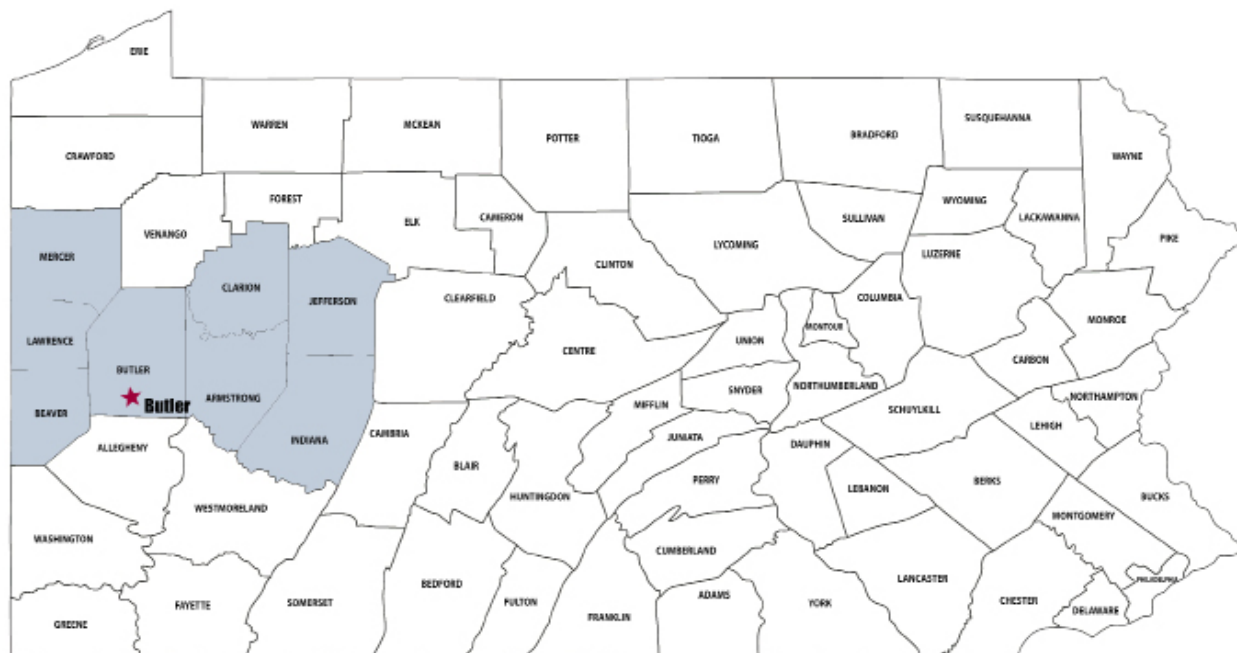 ERIE
WARREN
MCKEAN
POTTER
TIOGA
BRADFORD
SUSQUEHANNA
WAYNE
CRAWFORD
FOREST
ELK
CAMERON
SULLIVAN
WYOMING
LACKAWANNA
PIKE
VENANGO
LYCOMING
LUZERNE
MERCER
CLINTON
CLARION
JEFFERSON
CLEARFIELD
COLUMBIA
MONROE
MONTOUR
LAWRENCE
UNION
CENTRE
CARBON
BUTLER
SNYDER
NORTHUMBERLAND
NORTHAMPTON
ARMSTRONG
MIFFLIN
Butler
BEAVER
SCHUYLKILL
LEHIGH
INDIANA
CAMBRIA
JUNIATA
DAUPHIN
ALLEGHENY
BLAIR
PERRY
LEBANON
BERKS
HUNTINGDON
BUCKS
WESTMORELAND
MONTGOMERY
WASHINGTON
CUMBERLAND
BEDFORD
LANCASTER
PHILADELPHIA
FAYETTE
SOMERSET
FULTON
FRANKLIN
ADAMS
YORK
CHESTER
DELAWARE
GREENE